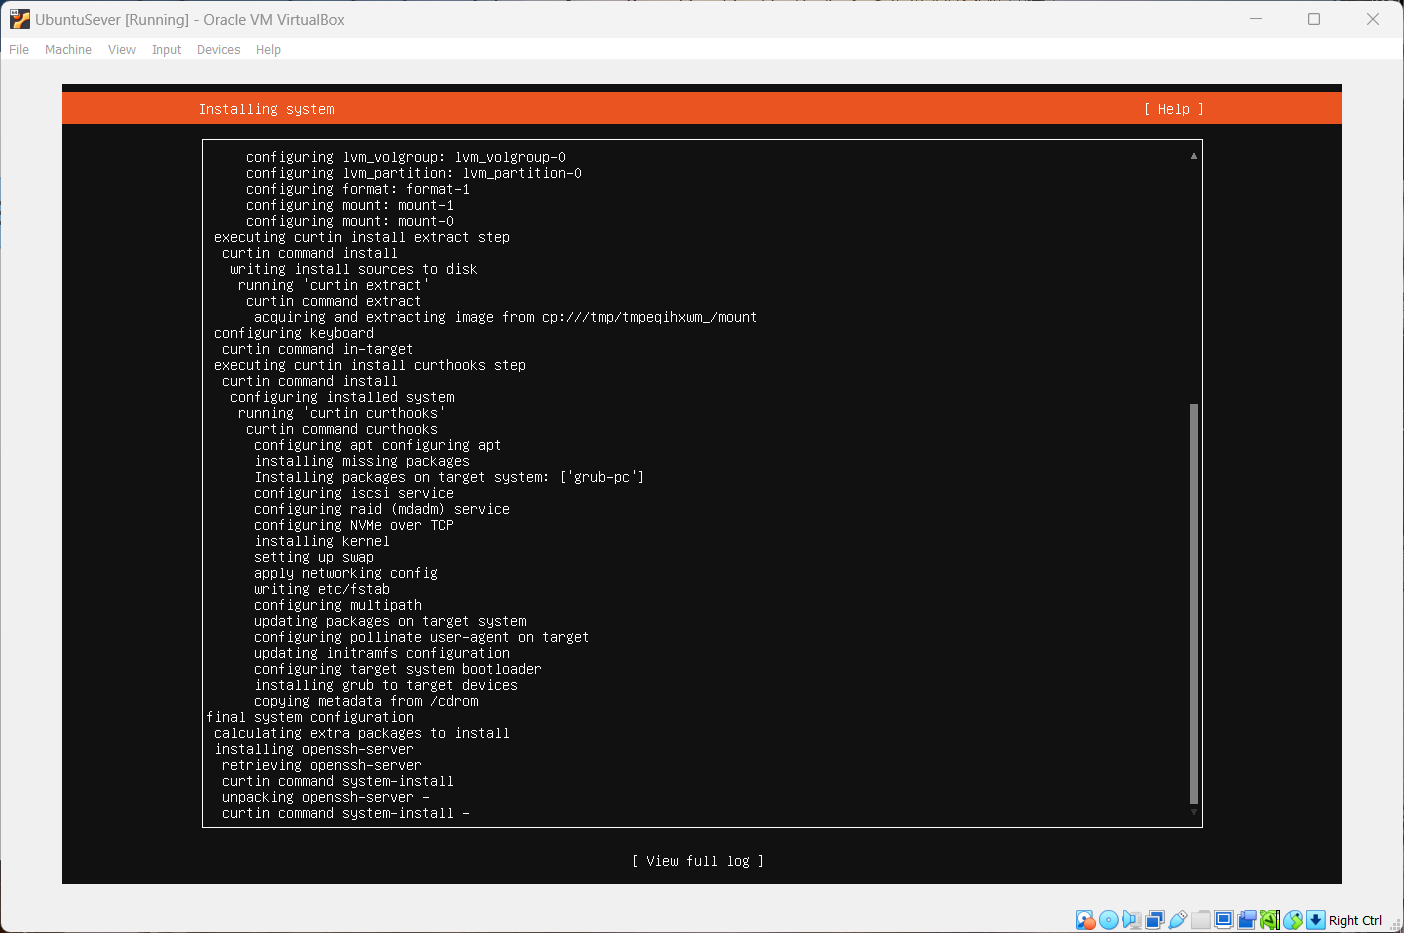 UbuntuSever [Running] - Oracle VM VirtualBox
File Machine View Input Devices Help
Installing system [ Help ]
configuring lvm_volgroup: lvm_volgroup-0
configuring lvm_partition: lvm_partition-0
configuring format: format-1
configuring mount: mount-1
configuring mount: mount-0
executing curtin install extract step
curtin command install
writing install sources to disk
running 'curtin extract'
curtin command extract
acquiring and extracting image from cp:///tmp/tmpeqihxwm_/mount
configuring keyboard
curtin command in-target
executing curtin install curthooks step
curtin command install
configuring installed system
running 'curtin curthooks'
curtin command curthooks
configuring apt configuring apt
installing missing packages
Installing packages on target system: ['grub-pc']
configuring iscsi service
configuring raid (mdadm) service
configuring NVMe over TCP
installing kernel
setting up swap
apply networking config
writing etc/fstab
configuring multipath
updating packages on target system
configuring pollinate user-agent on target
updating initramfs configuration
configuring target system bootloader
installing grub to target devices
copying metadata from /cdrom
final system configuration
calculating extra packages to install
installing openssh-server
retrieving openssh-server
curtin command system-install
unpacking openssh-server -
curtin command system-install -
[ View full log ]
Right Ctrl